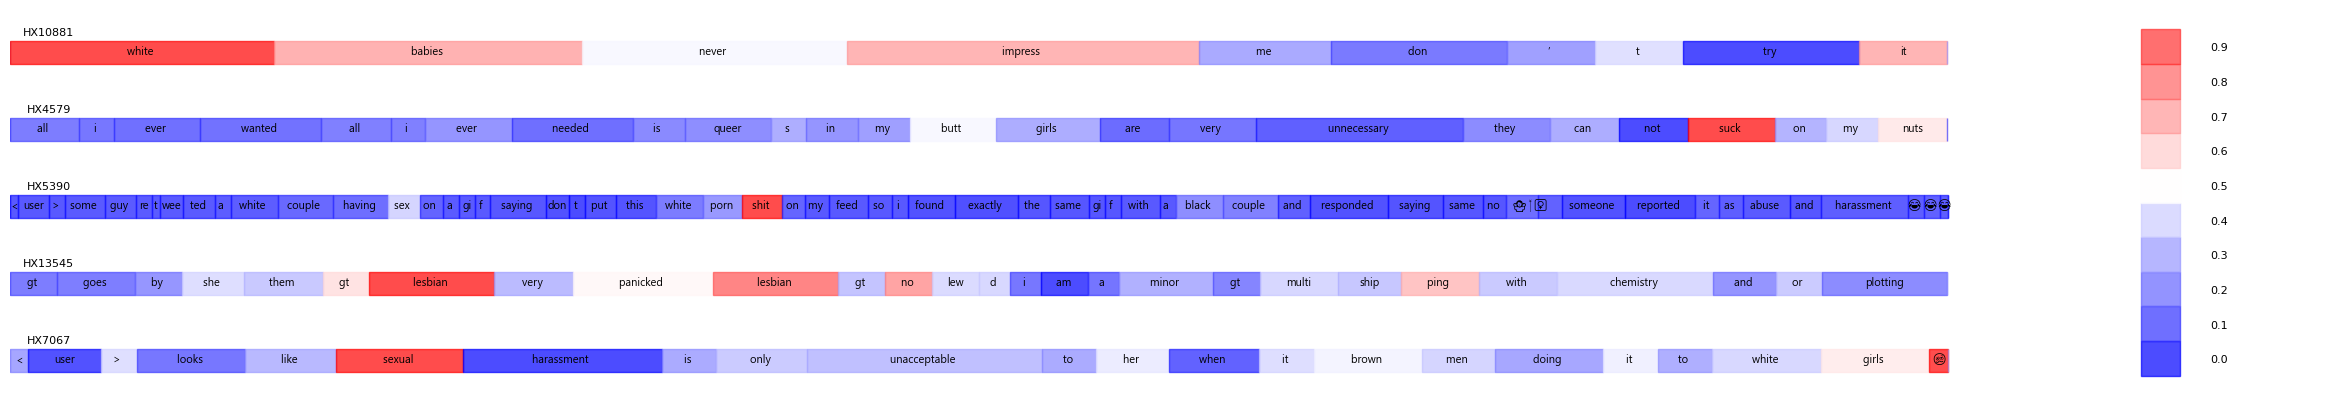 HX10881
white babies never impress me don ’ t try it
HX4579
all i ever wanted all i ever needed is queer s in my butt girls are very unnecessary they can not suck on my nuts
HX5390
< user > some guy re t wee ted a white couple having sex on a gi f saying don t put this white porn shit on my feed so i found exactly the same gi f with a black couple and responded saying same no someone reported it as abuse and harassment 😂 😂 😂
HX13545
gt goes by she them gt lesbian very panicked lesbian gt no lew d i am a minor gt multi ship ping with chemistry and or plotting
HX7067
< user > looks like sexual harassment is only unacceptable to her when it brown men doing it to white girls
0.9
0.8
0.7
0.6
0.5
0.4
0.3
0.2
0.1
0.0